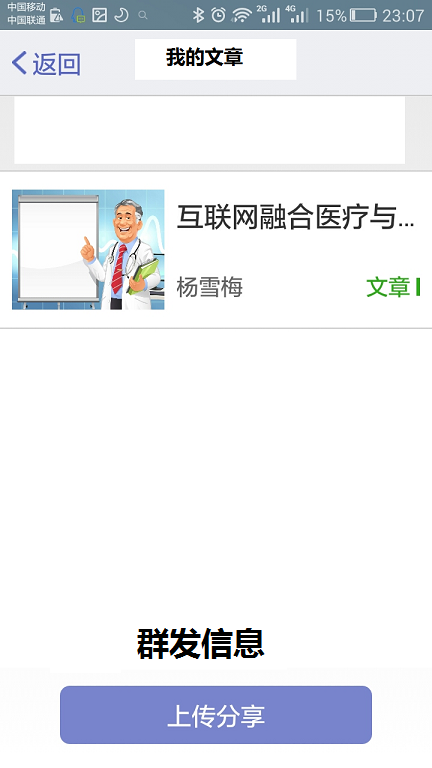 中国移动
中国联通
2G 4G 15% 23:07
返回 我的文章
互联网融合医疗与...
杨雪梅 文章
群发信息
上传分享